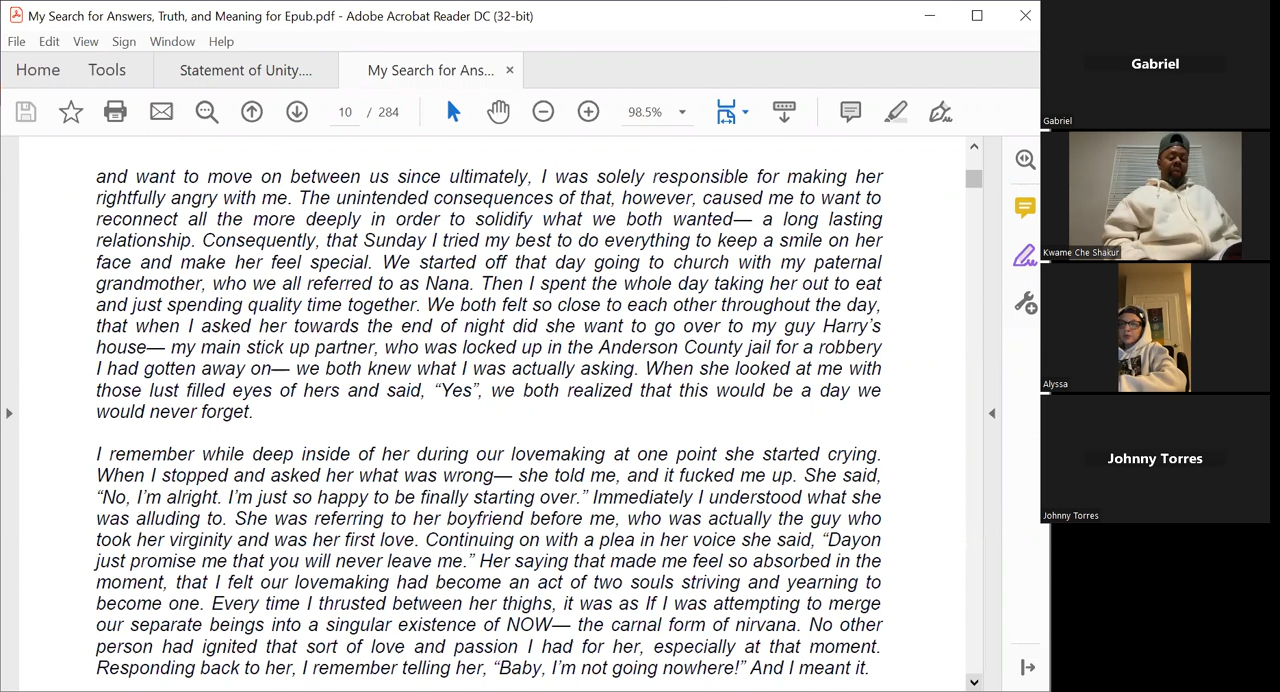 My Search for Answers, Truth, and Meaning for Epub.pdf - Adobe Acrobat Reader DC (32-bit)
File Edit View Sign Window Help
Home Tools Statement of Unity.... My Search for Ans... ×
10 / 284 98.5%
and want to move on between us since ultimately, I was solely responsible for making her
rightfully angry with me. The unintended consequences of that, however, caused me to want to
reconnect all the more deeply in order to solidify what we both wanted— a long lasting
relationship. Consequently, that Sunday I tried my best to do everything to keep a smile on her
face and make her feel special. We started off that day going to church with my paternal
grandmother, who we all referred to as Nana. Then I spent the whole day taking her out to eat
and just spending quality time together. We both felt so close to each other throughout the day,
that when I asked her towards the end of night did she want to go over to my guy Harry's
house— my main stick up partner, who was locked up in the Anderson County jail for a robbery
I had gotten away on— we both knew what I was actually asking. When she looked at me with
those lust filled eyes of hers and said, “Yes”, we both realized that this would be a day we
would never forget.
I remember while deep inside of her during our lovemaking at one point she started crying.
When I stopped and asked her what was wrong— she told me, and it fucked me up. She said,
“No, I'm alright. I'm just so happy to be finally starting over.” Immediately I understood what she
was alluding to. She was referring to her boyfriend before me, who was actually the guy who
took her virginity and was her first love. Continuing on with a plea in her voice she said, “Dayon
just promise me that you will never leave me.” Her saying that made me feel so absorbed in the
moment, that I felt our lovemaking had become an act of two souls striving and yearning to
become one. Every time I thrusted between her thighs, it was as If I was attempting to merge
our separate beings into a singular existence of NOW— the carnal form of nirvana. No other
person had ignited that sort of love and passion I had for her, especially at that moment.
Responding back to her, I remember telling her, “Baby, I'm not going nowhere!” And I meant it.
Gabriel
Gabriel
Kwame Che Shakur
Alyssa
Johnny Torres
Johnny Torres